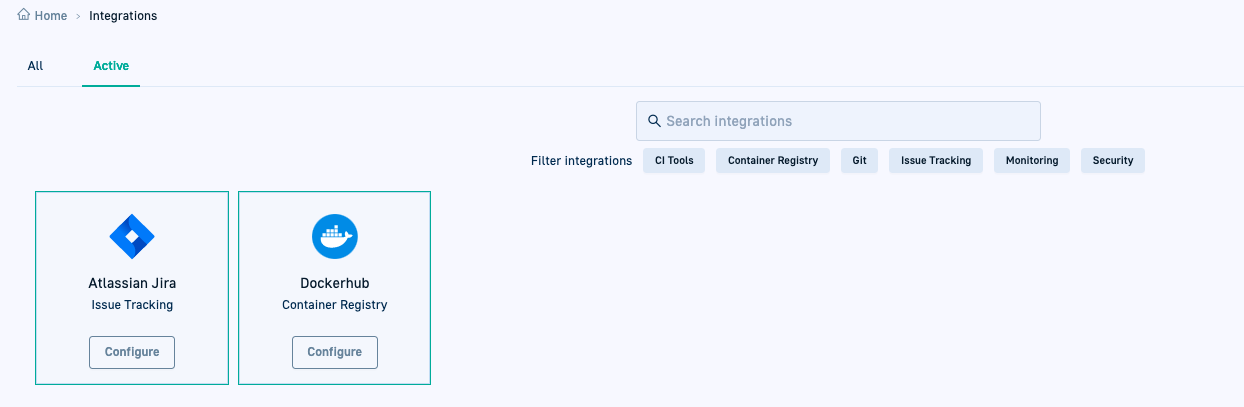 Home › Integrations
All Active
Search integrations
Filter integrations CI Tools Container Registry Git Issue Tracking Monitoring Security
Atlassian Jira
Issue Tracking
Configure
Dockerhub
Container Registry
Configure